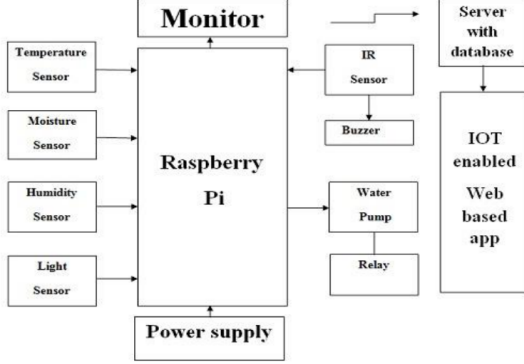 Monitor
Temperature
Sensor
Moisture
Sensor
Humidity
Sensor
Light
Sensor
Raspberry
Pi
Power supply
IR
Sensor
Buzzer
Water
Pump
Relay
Server
with
database
IOT
enabled
Web
based
app